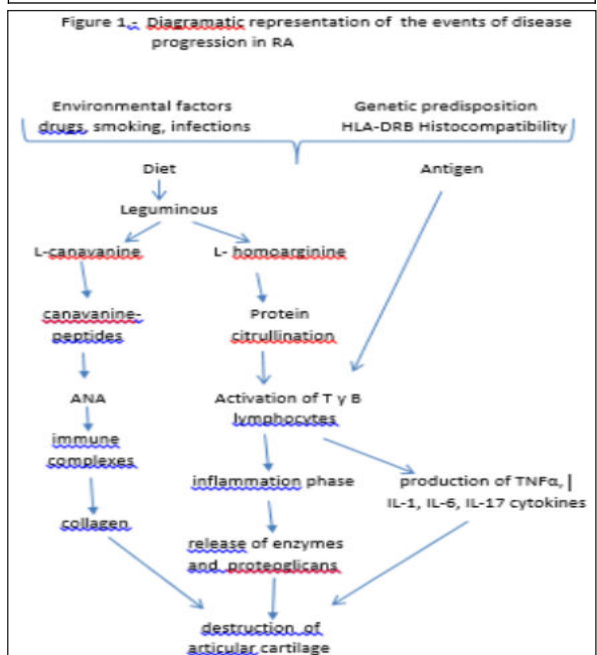 Figure 1.- Diagramatic representation of the events of disease
progression in RA
Environmental factors
drugs, smoking, infections
Genetic predisposition
HLA-DRB Histocompatibility
Diet
Antigen
Leguminous
L-canavanine
L- homoarginine
canavanine-
peptides
Protein
citrullination
ANA
Activation of T y B
lymphocytes
immune
complexes
inflammation phase
production of TNFα,
IL-1, IL-6, IL-17 cytokines
collagen
release of enzymes
and proteoglicans
destruction of
articular cartilage